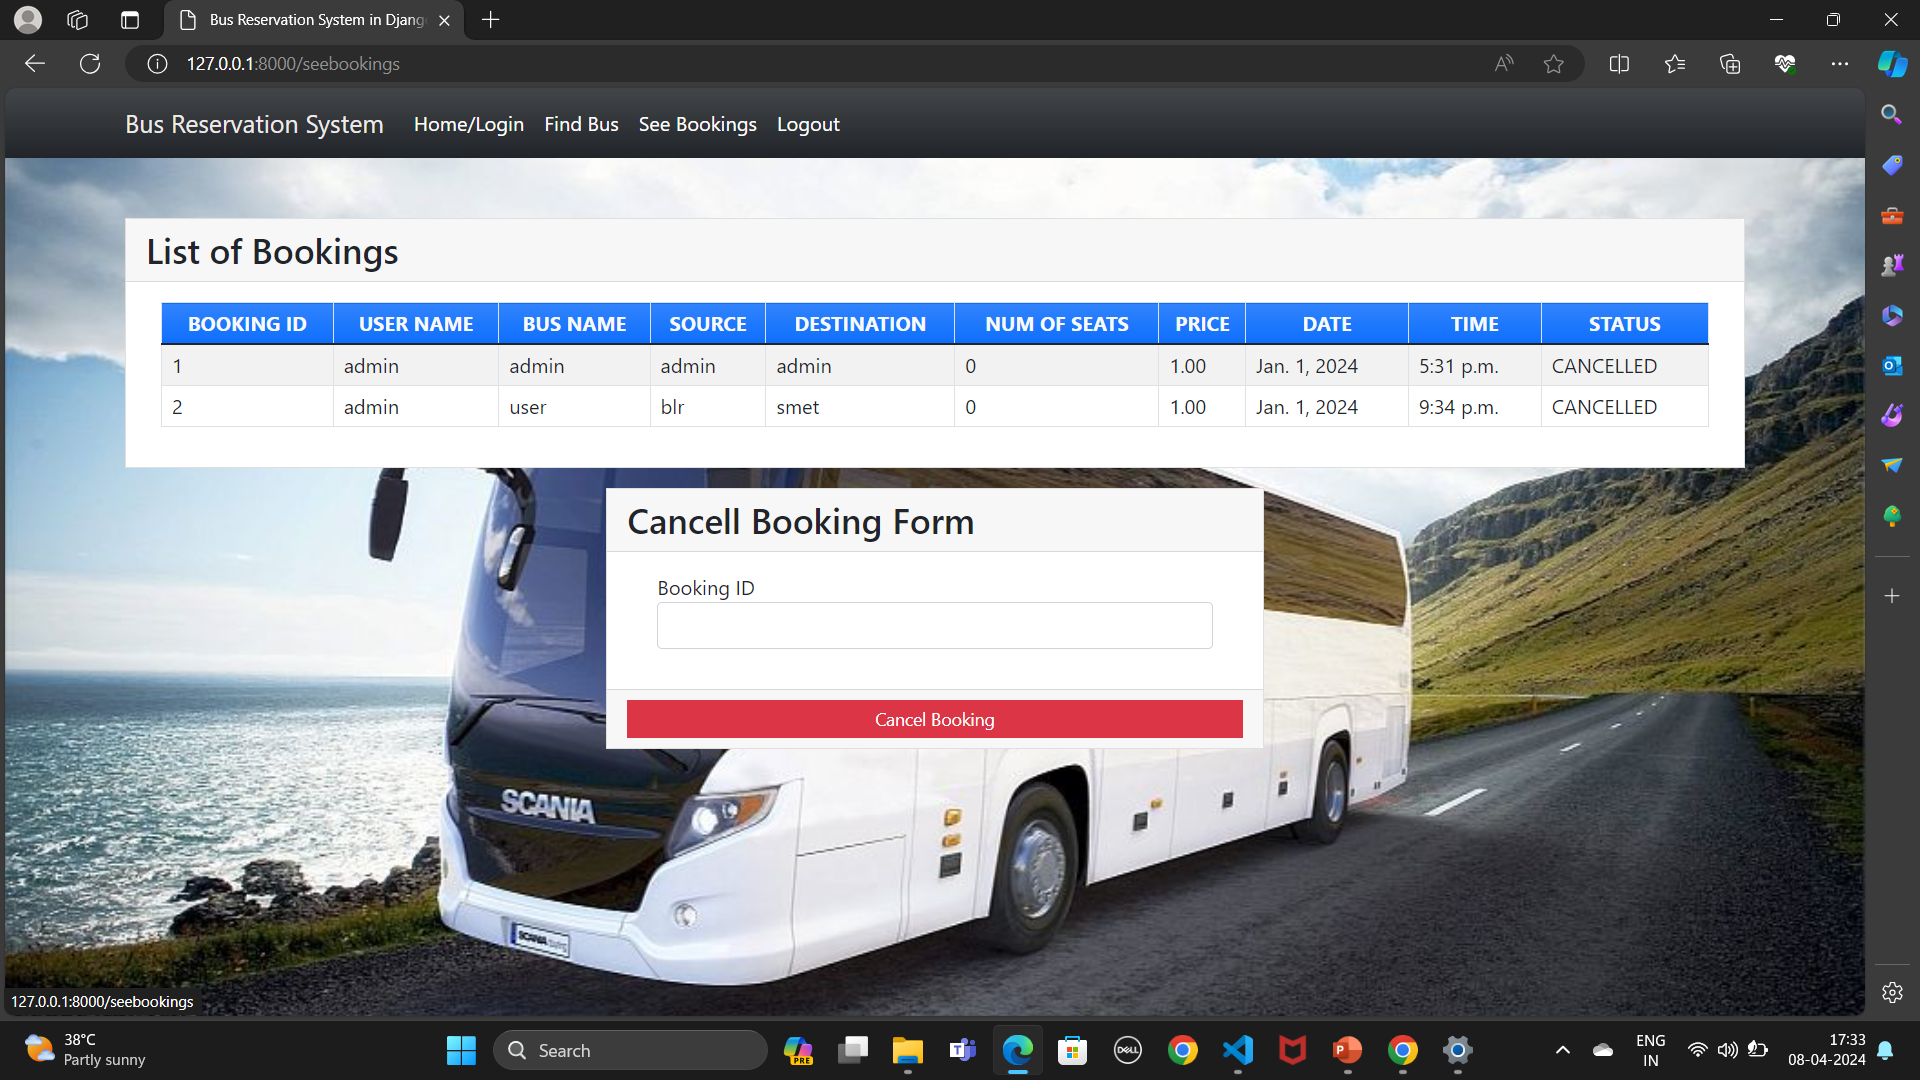 Bus Reservation System in Djang
127.0.0.1:8000/seebookings
Bus Reservation System Home/Login Find Bus See Bookings Logout
List of Bookings
BOOKING ID USER NAME BUS NAME SOURCE DESTINATION NUM OF SEATS PRICE DATE TIME STATUS
1 admin admin admin admin 0 1.00 Jan. 1, 2024 5:31 p.m. CANCELLED
2 admin user blr smet 0 1.00 Jan. 1, 2024 9:34 p.m. CANCELLED
Cancell Booking Form
Booking ID
Cancel Booking
SCANIA
SCANIA
127.0.0.1:8000/seebookings
38°C
Partly sunny
Search
PRE
DELL
ENG
IN
17:33
08-04-2024